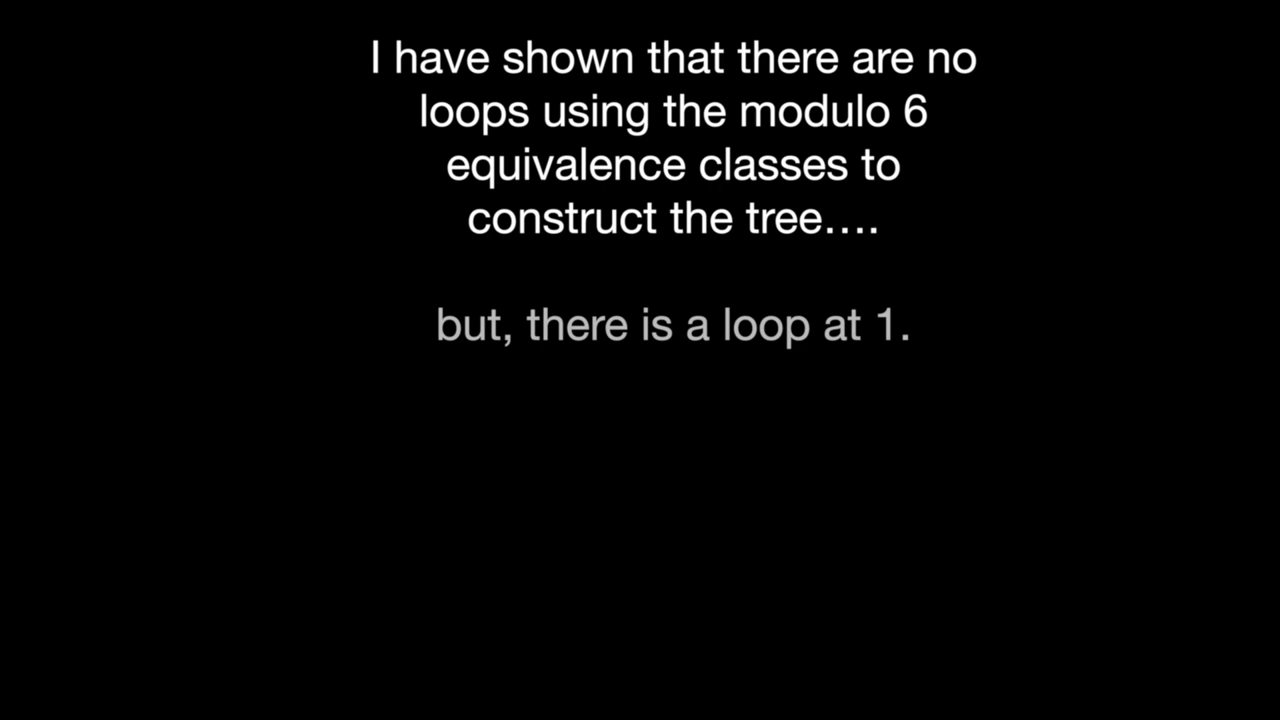 I have shown that there are no
loops using the modulo 6
equivalence classes to
construct the tree….
but, there is a loop at 1.